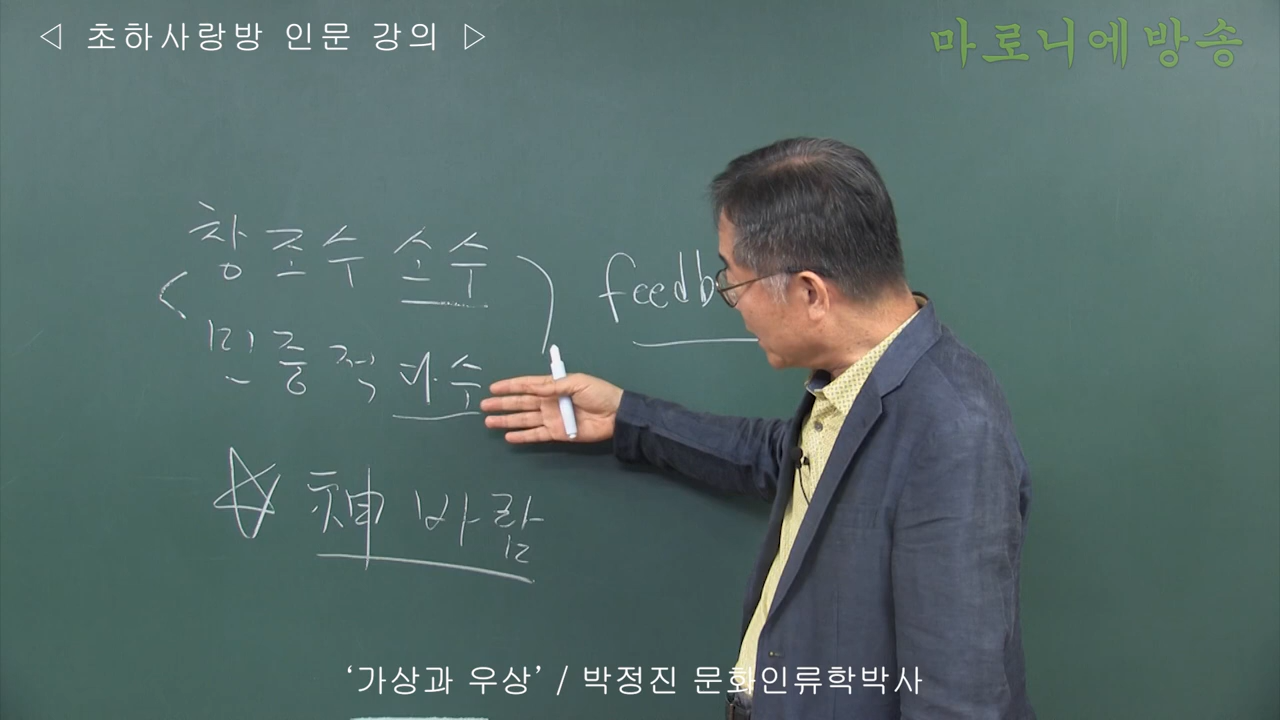 ◁ 초하사랑방 인문 강의 ▷
마로니에방송
창조수 소수
feedb
민중적 다수
☆ 神 바람
‘가상과 우상’ / 박정진 문화인류학박사